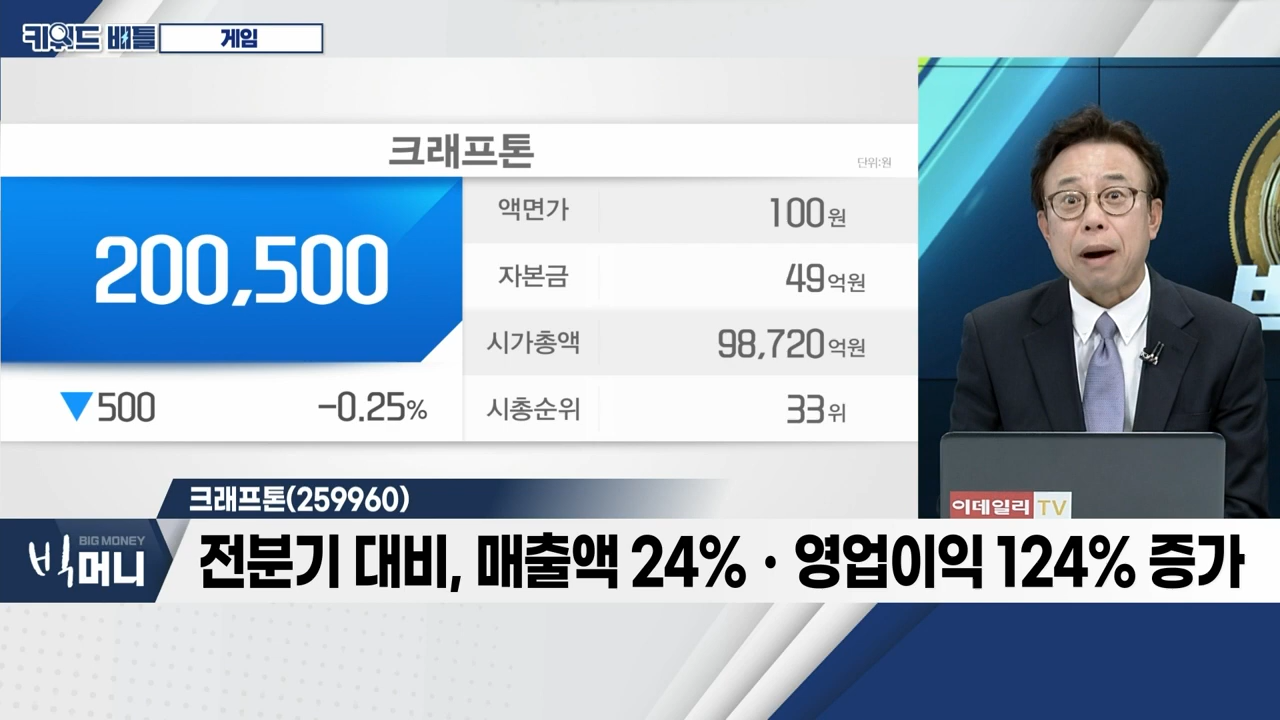 키워드 배틀 게임
크래프톤
단위:원
200,500
▼500 -0.25%
액면가 100원
자본금 49억원
시가총액 98,720억원
시총순위 33위
이데일리 TV
크래프톤(259960)
BIG MONEY
빅머니
전분기 대비, 매출액 24%·영업이익 124% 증가